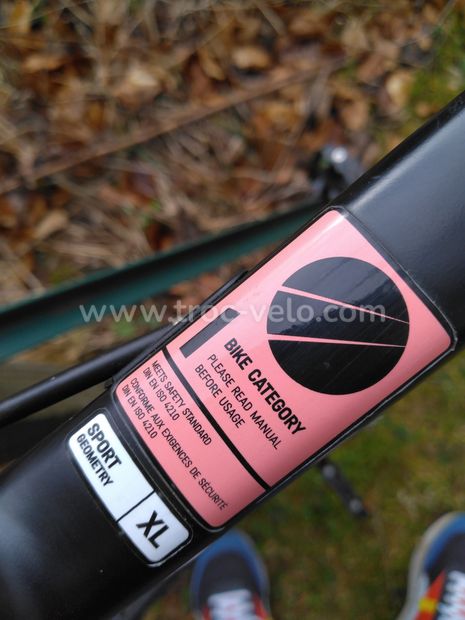 www.troc-velo.com
1
BIKE CATEGORY
PLEASE READ MANUAL
BEFORE USAGE
MEETS SAFETY STANDARD
DIN EN ISO 4210
CONFORME AUX EXIGENCES DE SÉCURITÉ
DIN EN ISO 4210
SPORT
GEOMETRY
XL